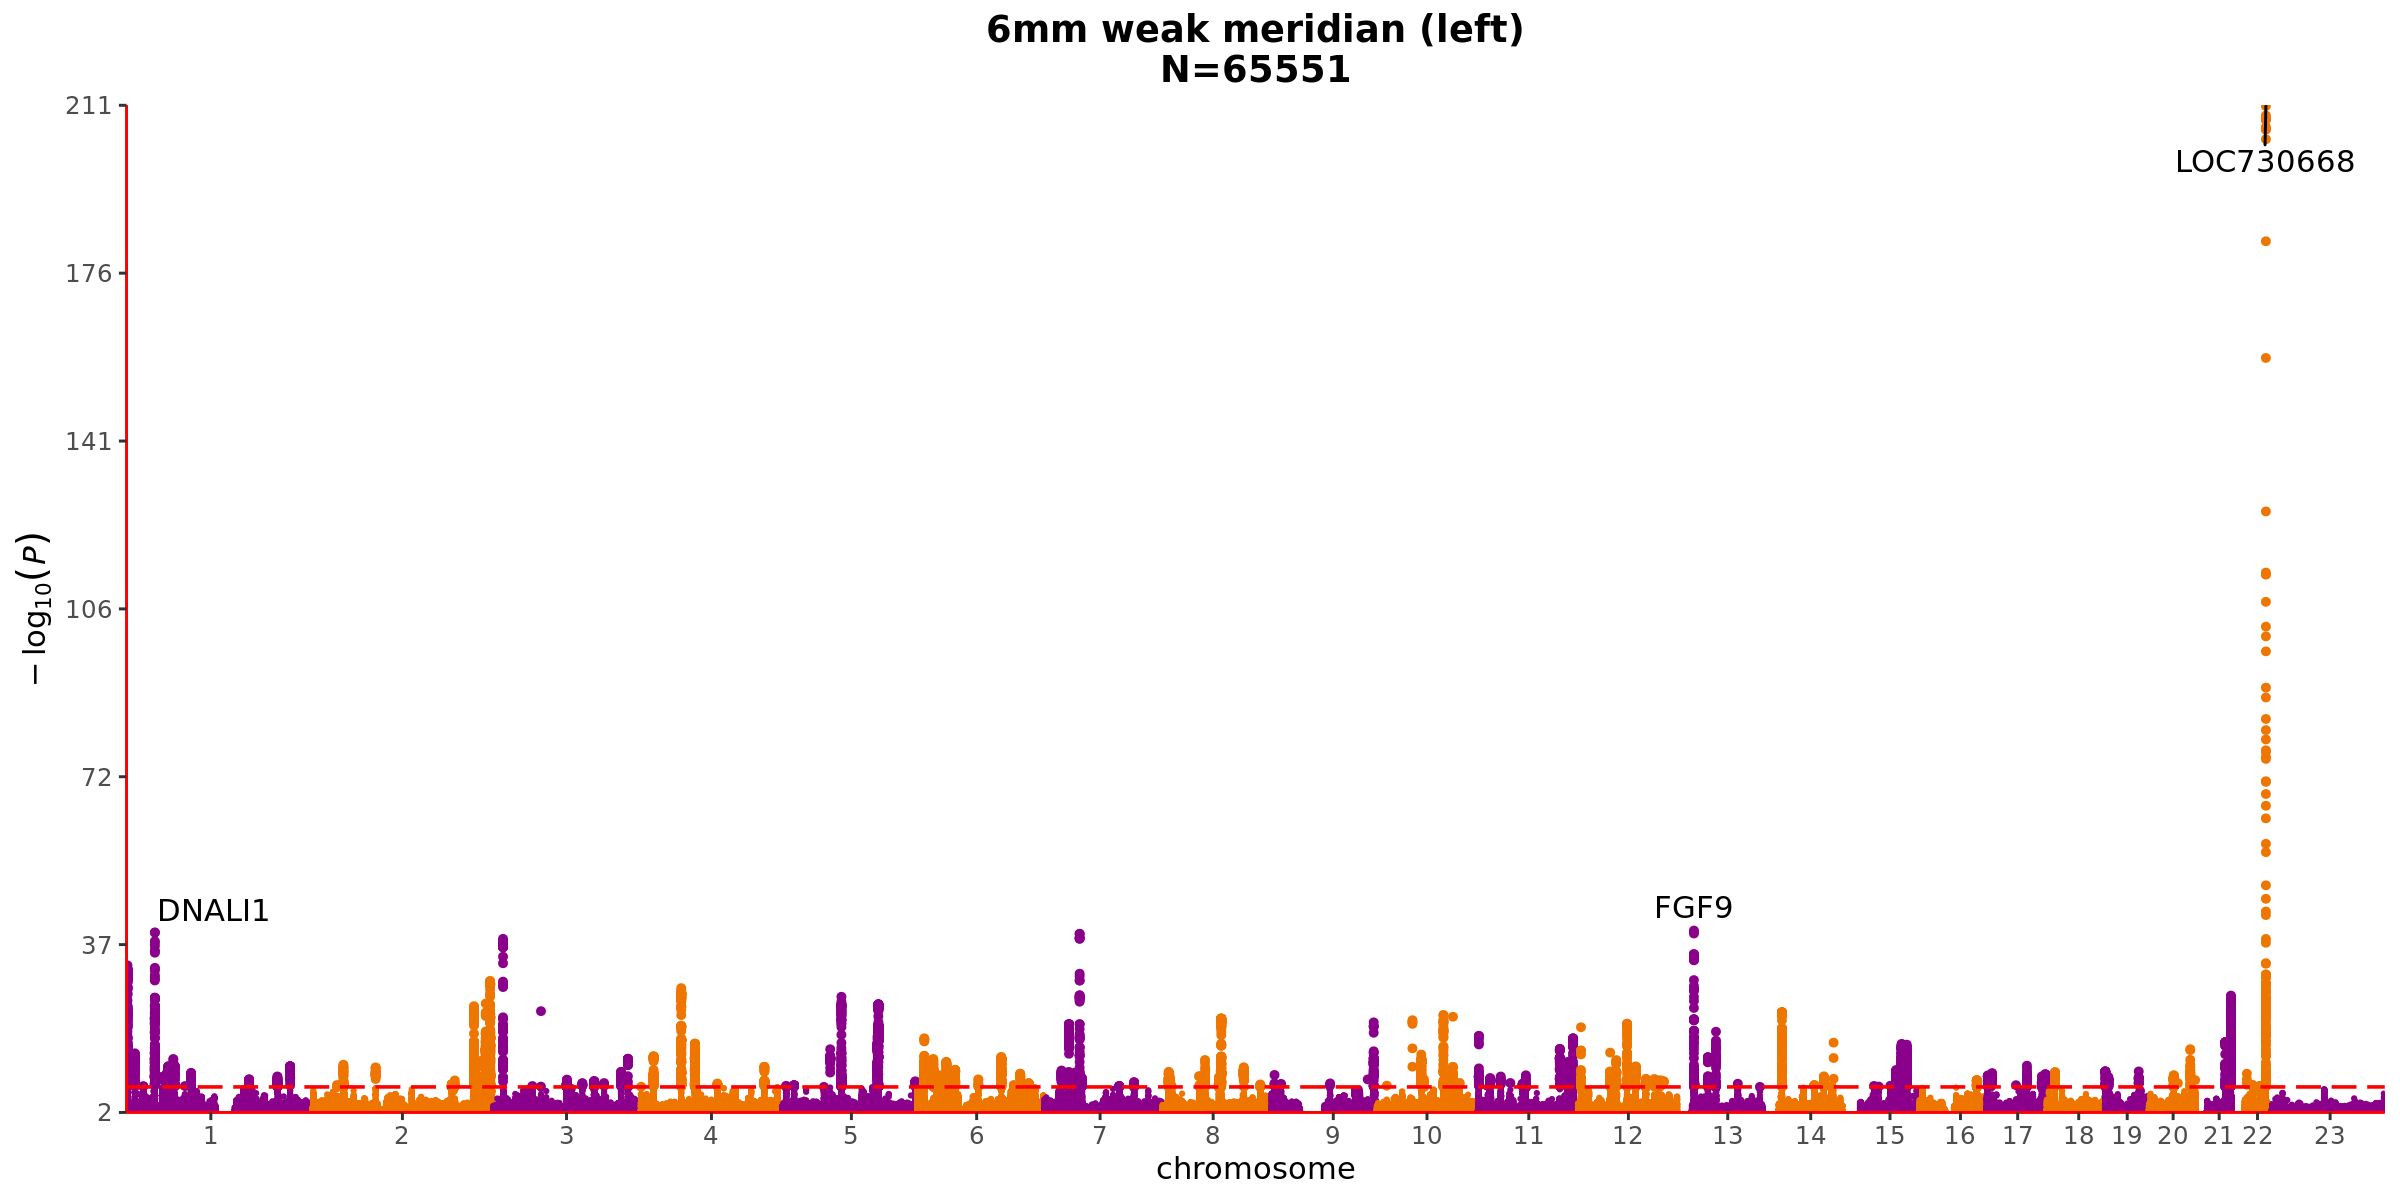 6mm weak meridian (left)
N=65551
211
176
141
106
72
37
2
− log10(P)
LOC730668
DNALI1
FGF9
1 2 3 4 5 6 7 8 9 10 11 12 13 14 15 16 17 18 19 20 21 22 23
chromosome